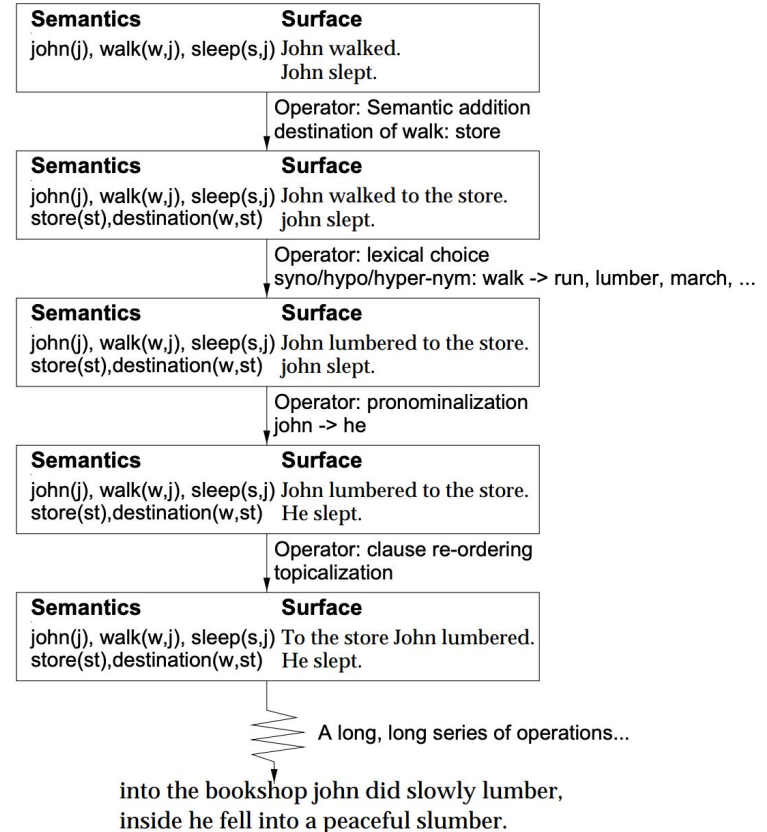 Semantics Surface
john(j), walk(w,j), sleep(s,j) John walked.
John slept.
Operator: Semantic addition
destination of walk: store
Semantics Surface
john(j), walk(w,j), sleep(s,j) John walked to the store.
store(st),destination(w,st) john slept.
Operator: lexical choice
syno/hypo/hyper-nym: walk -> run, lumber, march, ...
Semantics Surface
john(j), walk(w,j), sleep(s,j) John lumbered to the store.
store(st),destination(w,st) john slept.
Operator: pronominalization
john -> he
Semantics Surface
john(j), walk(w,j), sleep(s,j) John lumbered to the store.
store(st),destination(w,st) He slept.
Operator: clause re-ordering
topicalization
Semantics Surface
john(j), walk(w,j), sleep(s,j) To the store John lumbered.
store(st),destination(w,st) He slept.
A long, long series of operations...
into the bookshop john did slowly lumber,
inside he fell into a peaceful slumber.